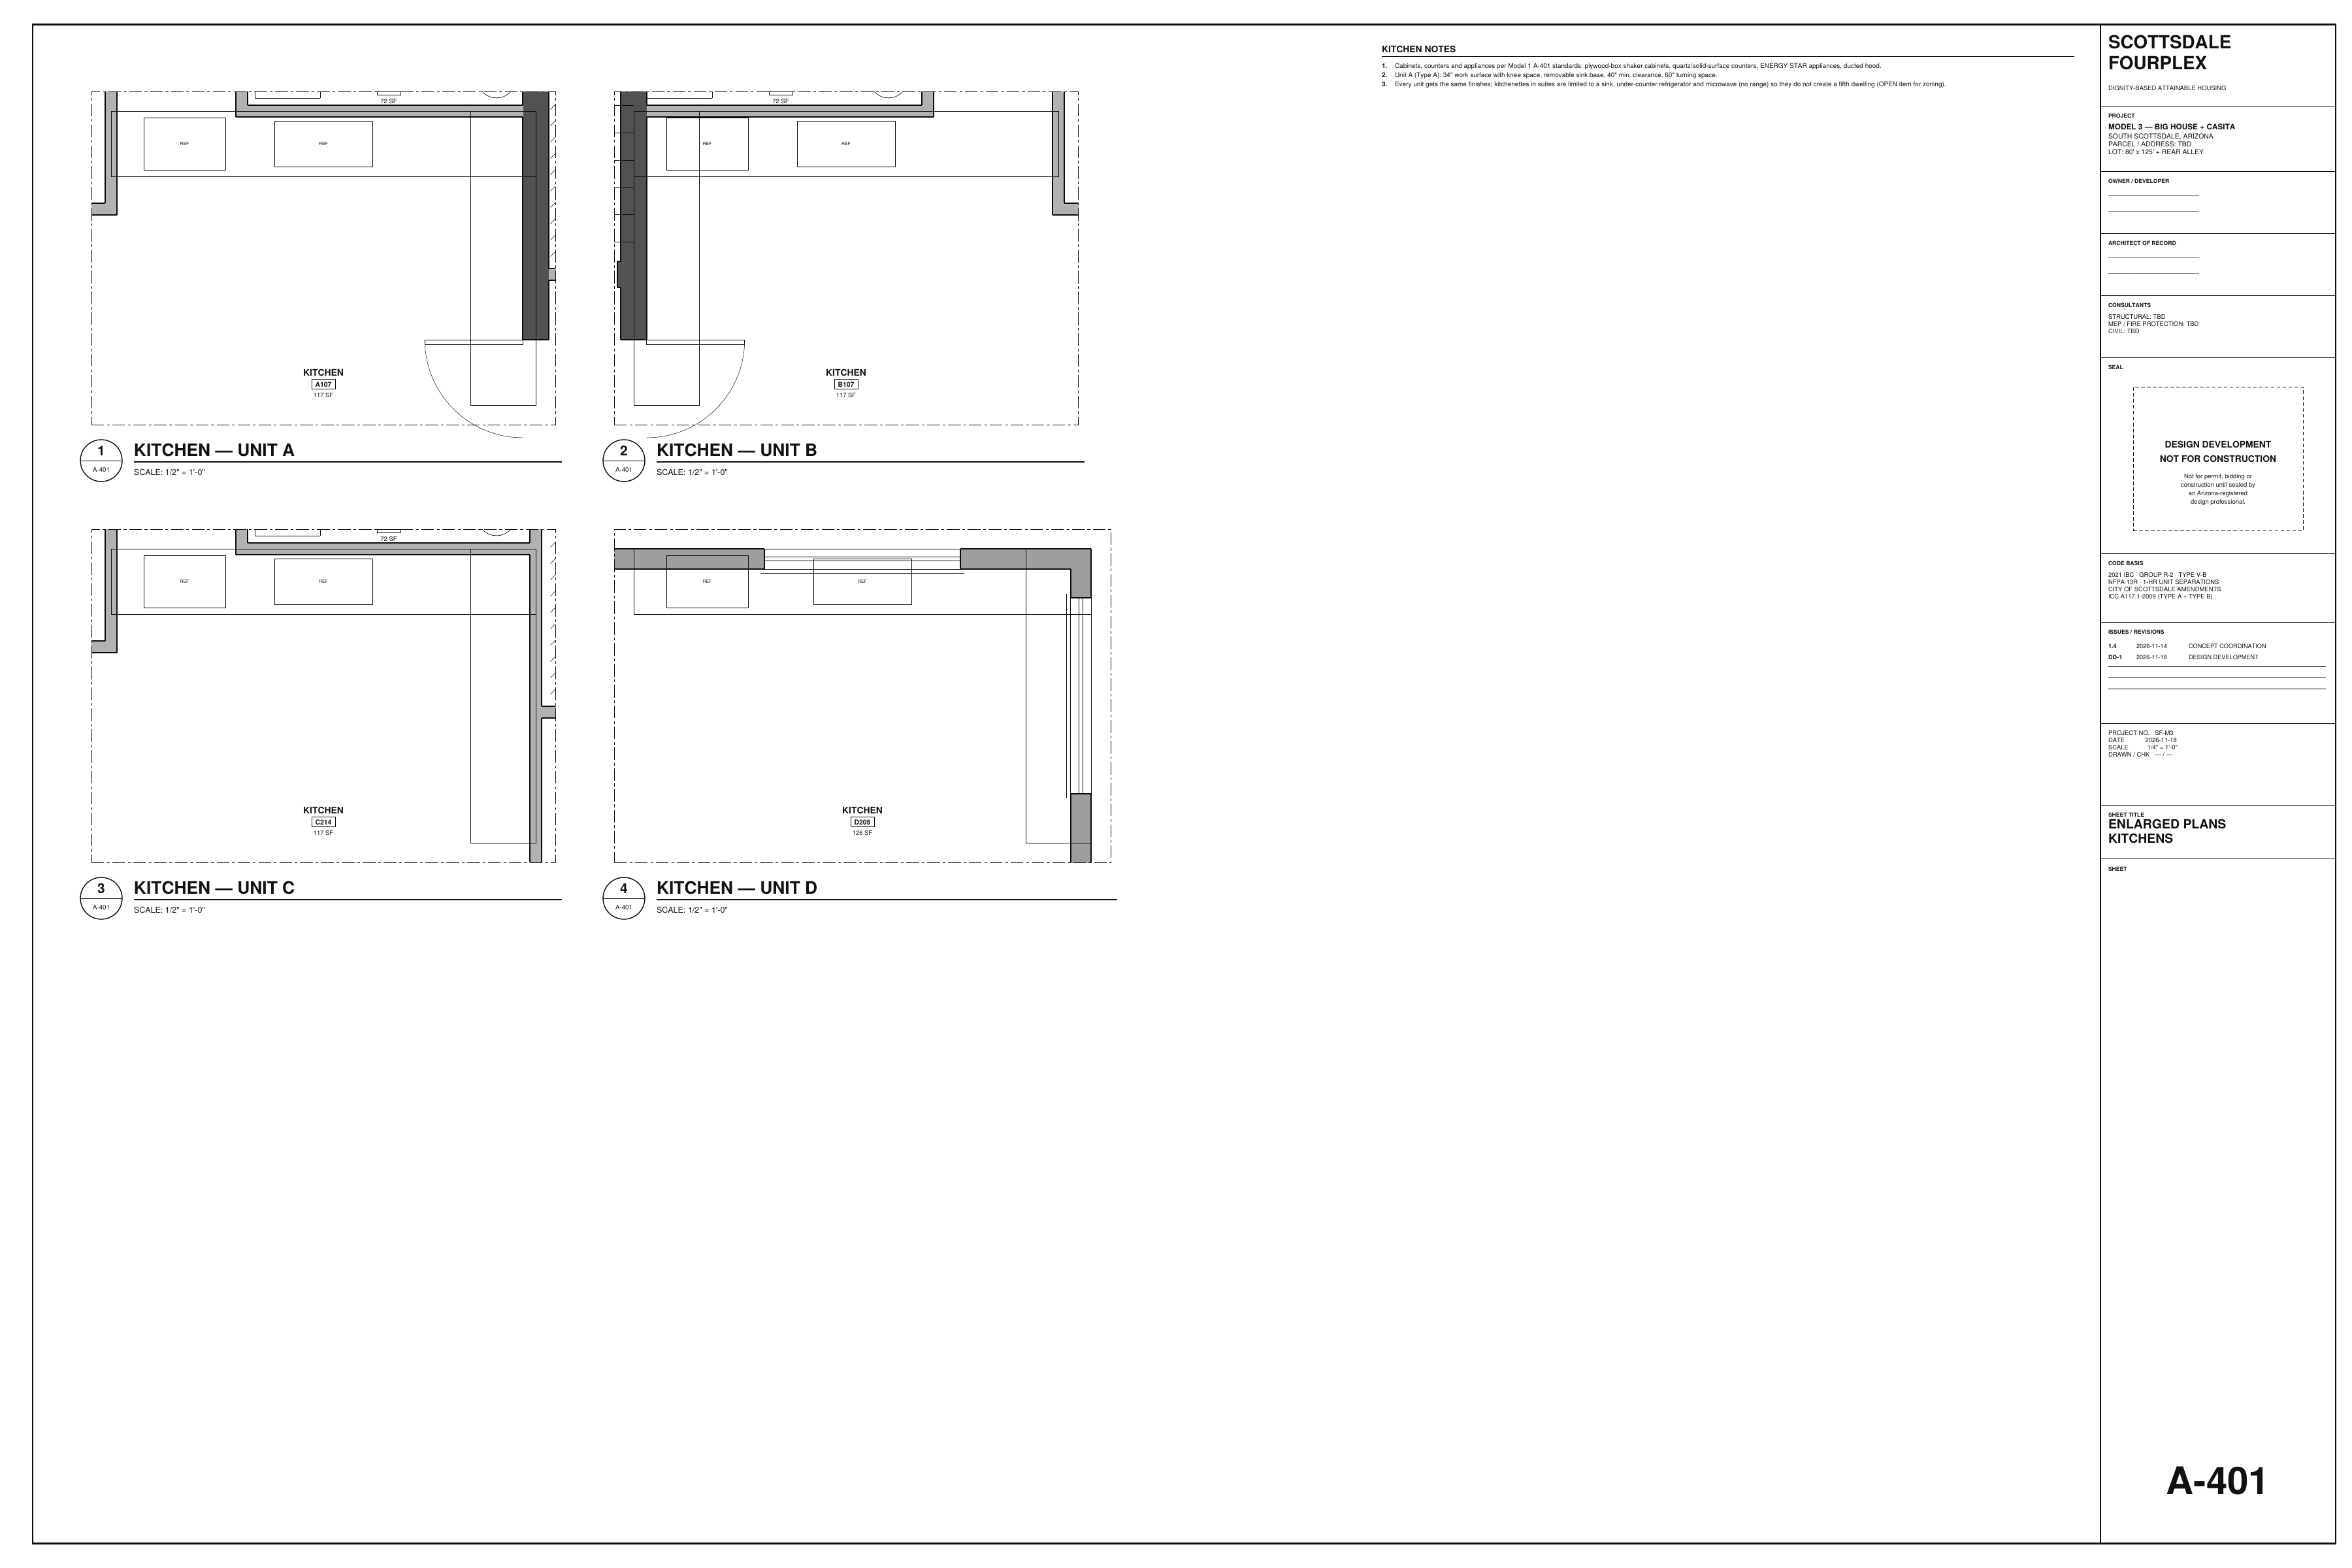 KITCHEN NOTES
1. Cabinets, counters and appliances per Model 1 A-401 standards: plywood-box shaker cabinets, quartz/solid-surface counters, ENERGY STAR appliances, ducted hood.
2. Unit A (Type A): 34" work surface with knee space, removable sink base, 40" min. clearance, 60" turning space.
3. Every unit gets the same finishes; kitchenettes in suites are limited to a sink, under-counter refrigerator and microwave (no range) so they do not create a fifth dwelling (OPEN item for zoning).
72 SF
REF
REF
KITCHEN
A107
117 SF
1
A-401
KITCHEN — UNIT A
SCALE: 1/2" = 1'-0"
72 SF
REF
REF
KITCHEN
B107
117 SF
2
A-401
KITCHEN — UNIT B
SCALE: 1/2" = 1'-0"
72 SF
REF
REF
KITCHEN
C214
117 SF
3
A-401
KITCHEN — UNIT C
SCALE: 1/2" = 1'-0"
REF
REF
KITCHEN
D205
126 SF
4
A-401
KITCHEN — UNIT D
SCALE: 1/2" = 1'-0"
SCOTTSDALE
FOURPLEX
DIGNITY-BASED ATTAINABLE HOUSING
PROJECT
MODEL 3 — BIG HOUSE + CASITA
SOUTH SCOTTSDALE, ARIZONA
PARCEL / ADDRESS: TBD
LOT: 80' x 125' + REAR ALLEY
OWNER / DEVELOPER
ARCHITECT OF RECORD
CONSULTANTS
STRUCTURAL: TBD
MEP / FIRE PROTECTION: TBD
CIVIL: TBD
SEAL
DESIGN DEVELOPMENT
NOT FOR CONSTRUCTION
Not for permit, bidding or
construction until sealed by
an Arizona-registered
design professional.
CODE BASIS
2021 IBC · GROUP R-2 · TYPE V-B
NFPA 13R · 1-HR UNIT SEPARATIONS
CITY OF SCOTTSDALE AMENDMENTS
ICC A117.1-2009 (TYPE A + TYPE B)
ISSUES / REVISIONS
1.4 2026-11-14 CONCEPT COORDINATION
DD-1 2026-11-18 DESIGN DEVELOPMENT
PROJECT NO. SF-M3
DATE 2026-11-18
SCALE 1/4" = 1'-0"
DRAWN / CHK — / —
SHEET TITLE
ENLARGED PLANS
KITCHENS
SHEET
A-401